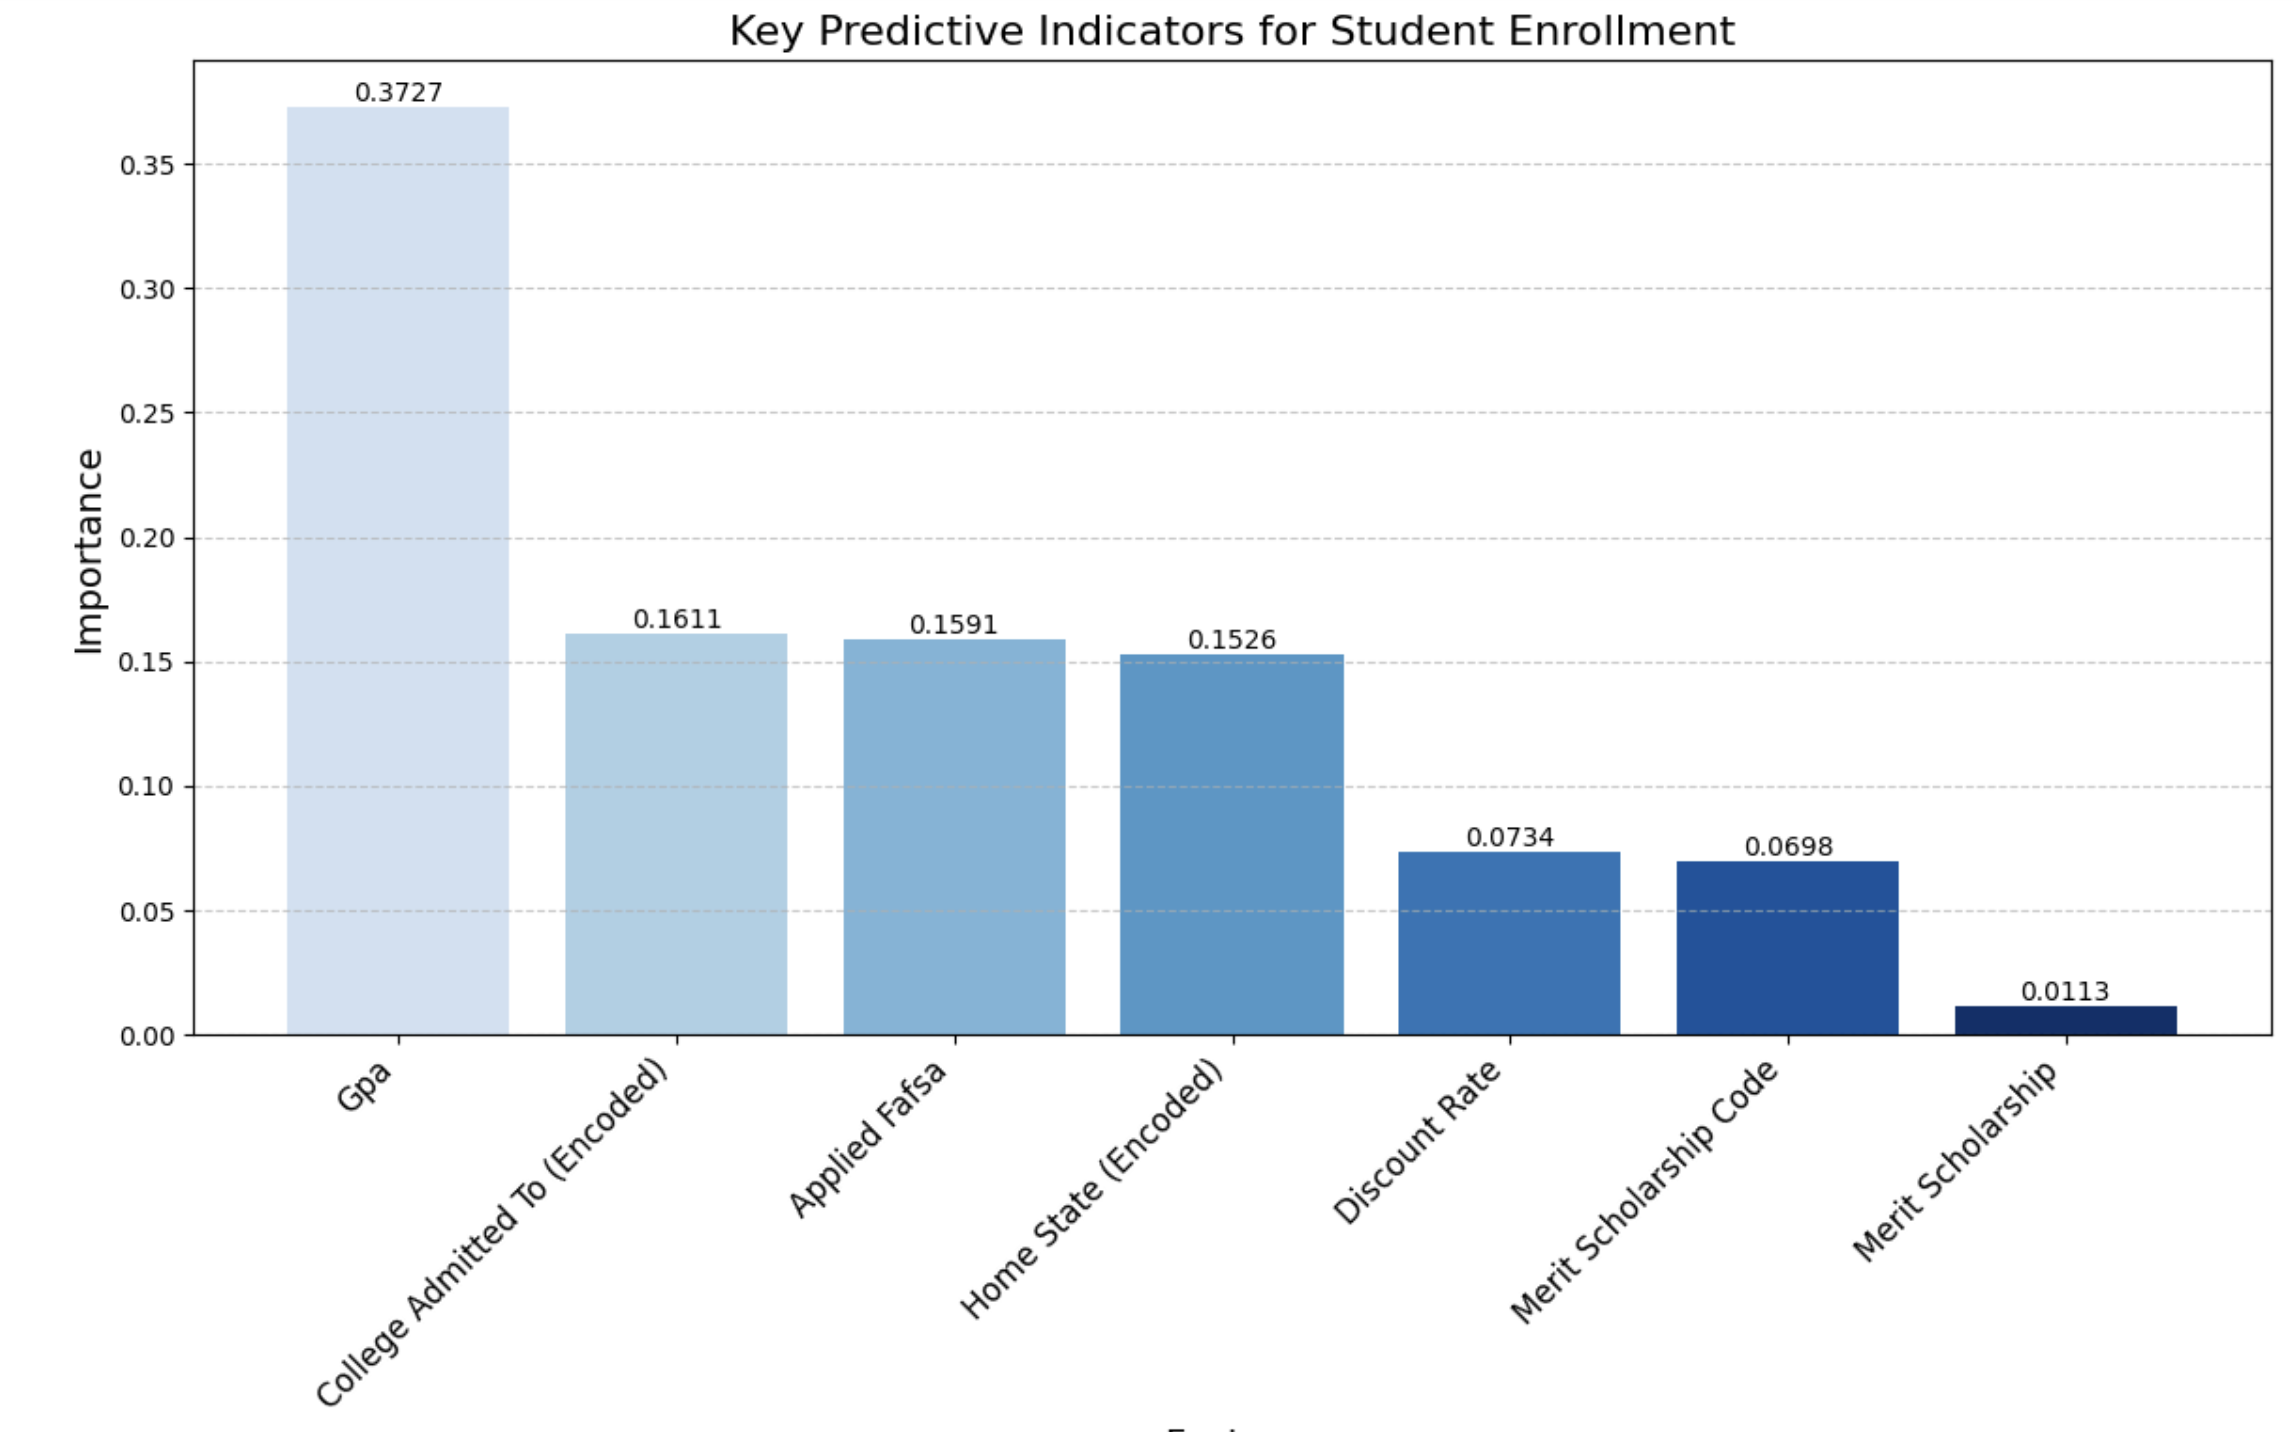 Key Predictive Indicators for Student Enrollment
Importance
0.35
0.30
0.25
0.20
0.15
0.10
0.05
0.00
0.3727
0.1611
0.1591
0.1526
0.0734
0.0698
0.0113
Gpa
College Admitted To (Encoded)
Applied Fafsa
Home State (Encoded)
Discount Rate
Merit Scholarship Code
Merit Scholarship